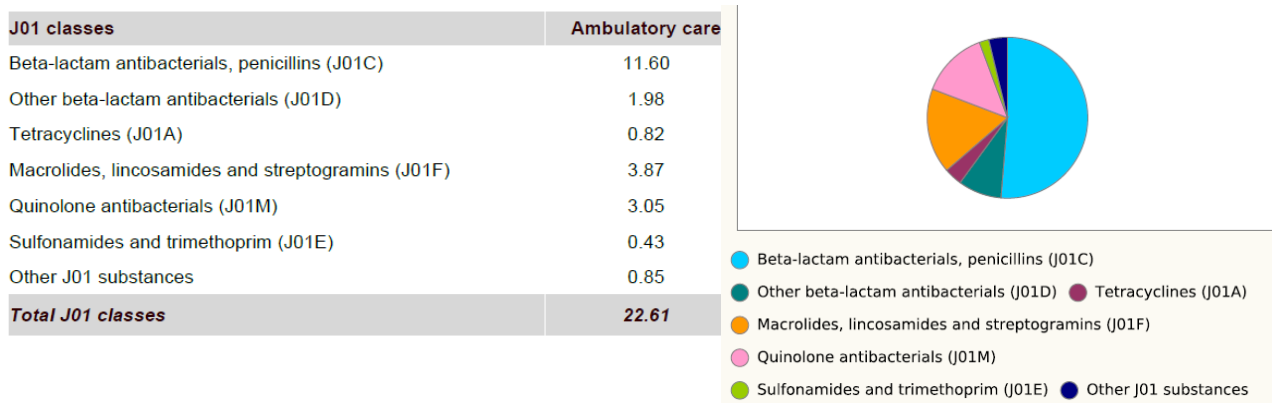 J01 classes Ambulatory care
Beta-lactam antibacterials, penicillins (J01C) 11.60
Other beta-lactam antibacterials (J01D) 1.98
Tetracyclines (J01A) 0.82
Macrolides, lincosamides and streptogramins (J01F) 3.87
Quinolone antibacterials (J01M) 3.05
Sulfonamides and trimethoprim (J01E) 0.43
Other J01 substances 0.85
Total J01 classes 22.61
Beta-lactam antibacterials, penicillins (J01C)
Other beta-lactam antibacterials (J01D) Tetracyclines (J01A)
Macrolides, lincosamides and streptogramins (J01F)
Quinolone antibacterials (J01M)
Sulfonamides and trimethoprim (J01E) Other J01 substances